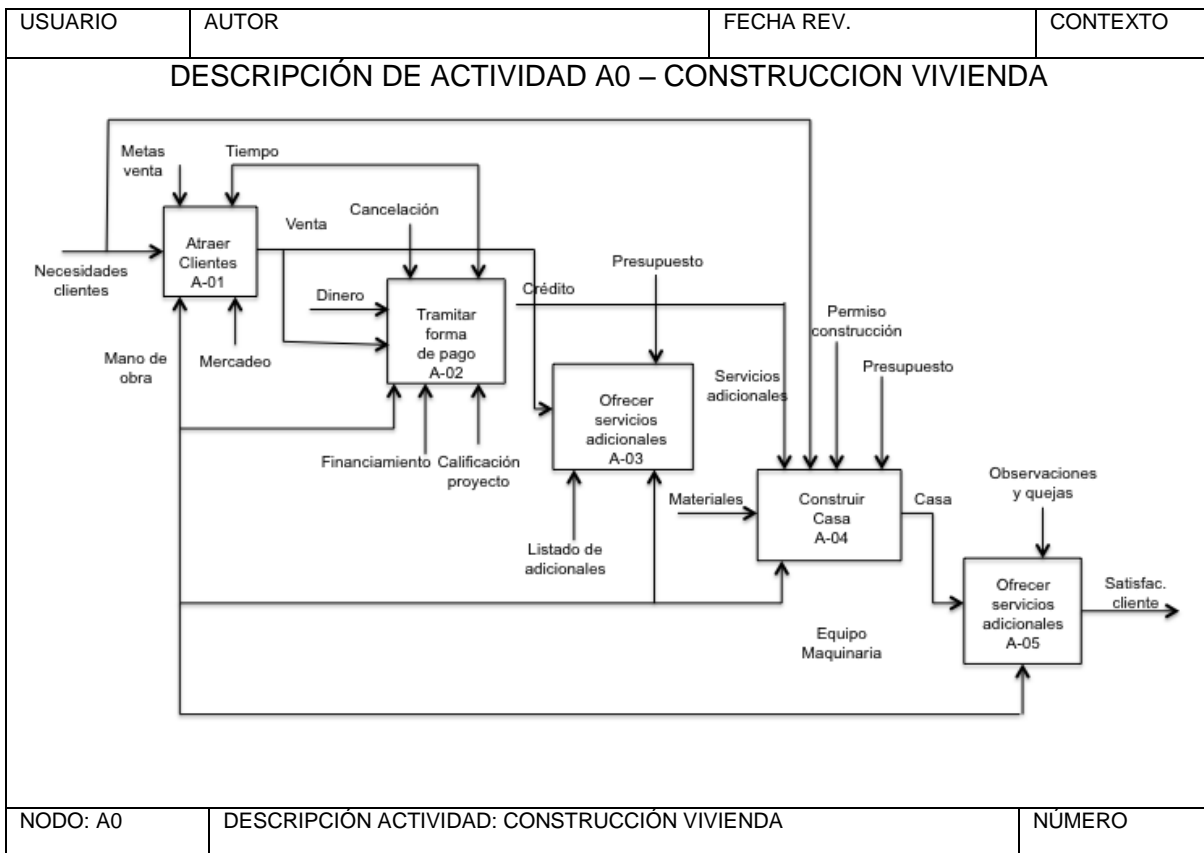 USUARIO
AUTOR
FECHA REV.
CONTEXTO
DESCRIPCIÓN DE ACTIVIDAD A0 – CONSTRUCCION VIVIENDA
Metas
venta
Tiempo
Necesidades
clientes
Atraer
Clientes
A-01
Venta
Cancelación
Mano de
obra
Mercadeo
Dinero
Tramitar
forma
de pago
A-02
Crédito
Presupuesto
Financiamiento
Calificación
proyecto
Ofrecer
servicios
adicionales
A-03
Servicios
adicionales
Permiso
construcción
Presupuesto
Listado de
adicionales
Materiales
Construir
Casa
A-04
Casa
Observaciones
y quejas
Equipo
Maquinaria
Ofrecer
servicios
adicionales
A-05
Satisfac.
cliente
NODO: A0
DESCRIPCIÓN ACTIVIDAD: CONSTRUCCIÓN VIVIENDA
NÚMERO